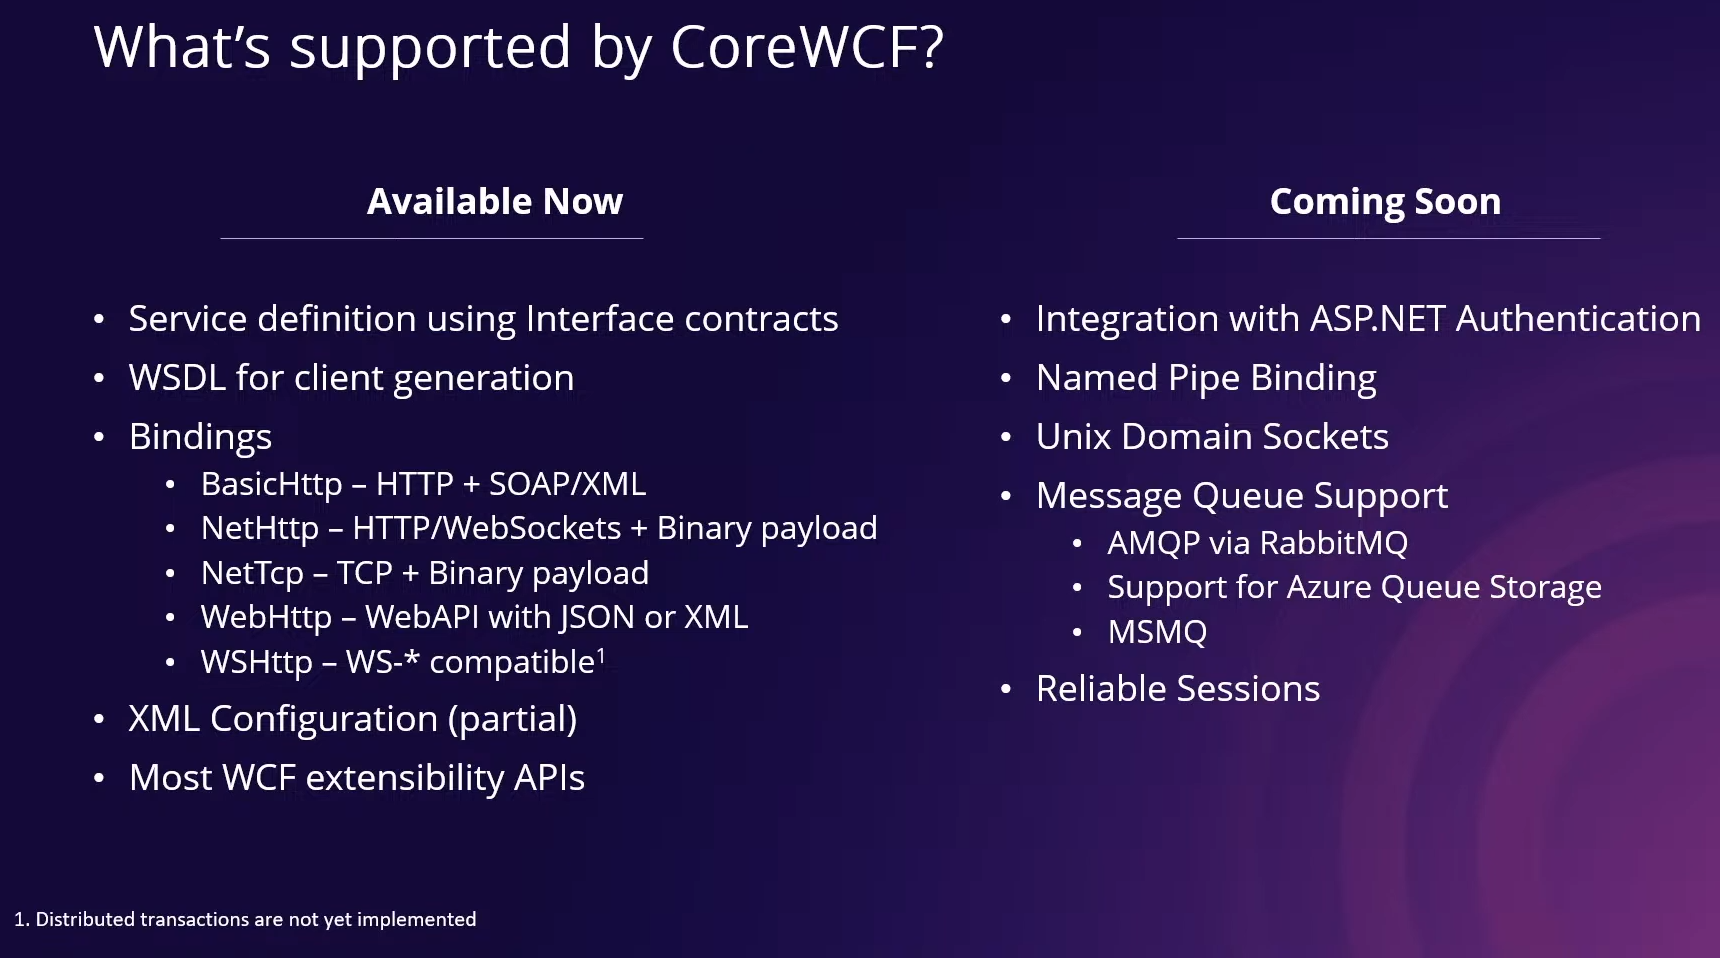 What’s supported by CoreWCF?
Available Now
• Service definition using Interface contracts
• WSDL for client generation
• Bindings
• BasicHttp – HTTP + SOAP/XML
• NetHttp – HTTP/WebSockets + Binary payload
• NetTcp – TCP + Binary payload
• WebHttp – WebAPI with JSON or XML
• WSHttp – WS-* compatible¹
• XML Configuration (partial)
• Most WCF extensibility APIs
Coming Soon
• Integration with ASP.NET Authentication
• Named Pipe Binding
• Unix Domain Sockets
• Message Queue Support
• AMQP via RabbitMQ
• Support for Azure Queue Storage
• MSMQ
• Reliable Sessions
1. Distributed transactions are not yet implemented